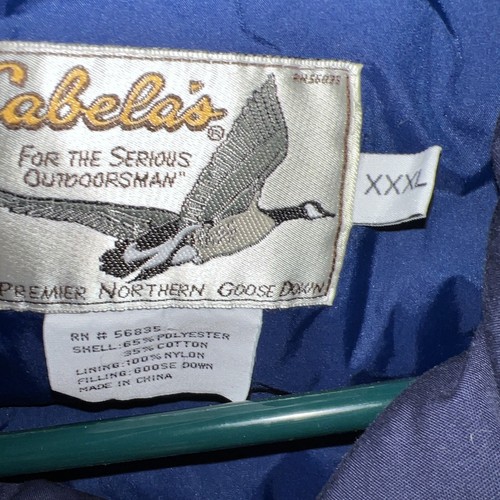 Cabela's®
PR56835
FOR THE SERIOUS
OUTDOORSMAN"
PREMIER NORTHERN GOOSE DOWN
XXXL
RN # 56835
SHELL: 65% POLYESTER
35% COTTON
LINING: 100% NYLON
FILLING: GOOSE DOWN
MADE IN CHINA